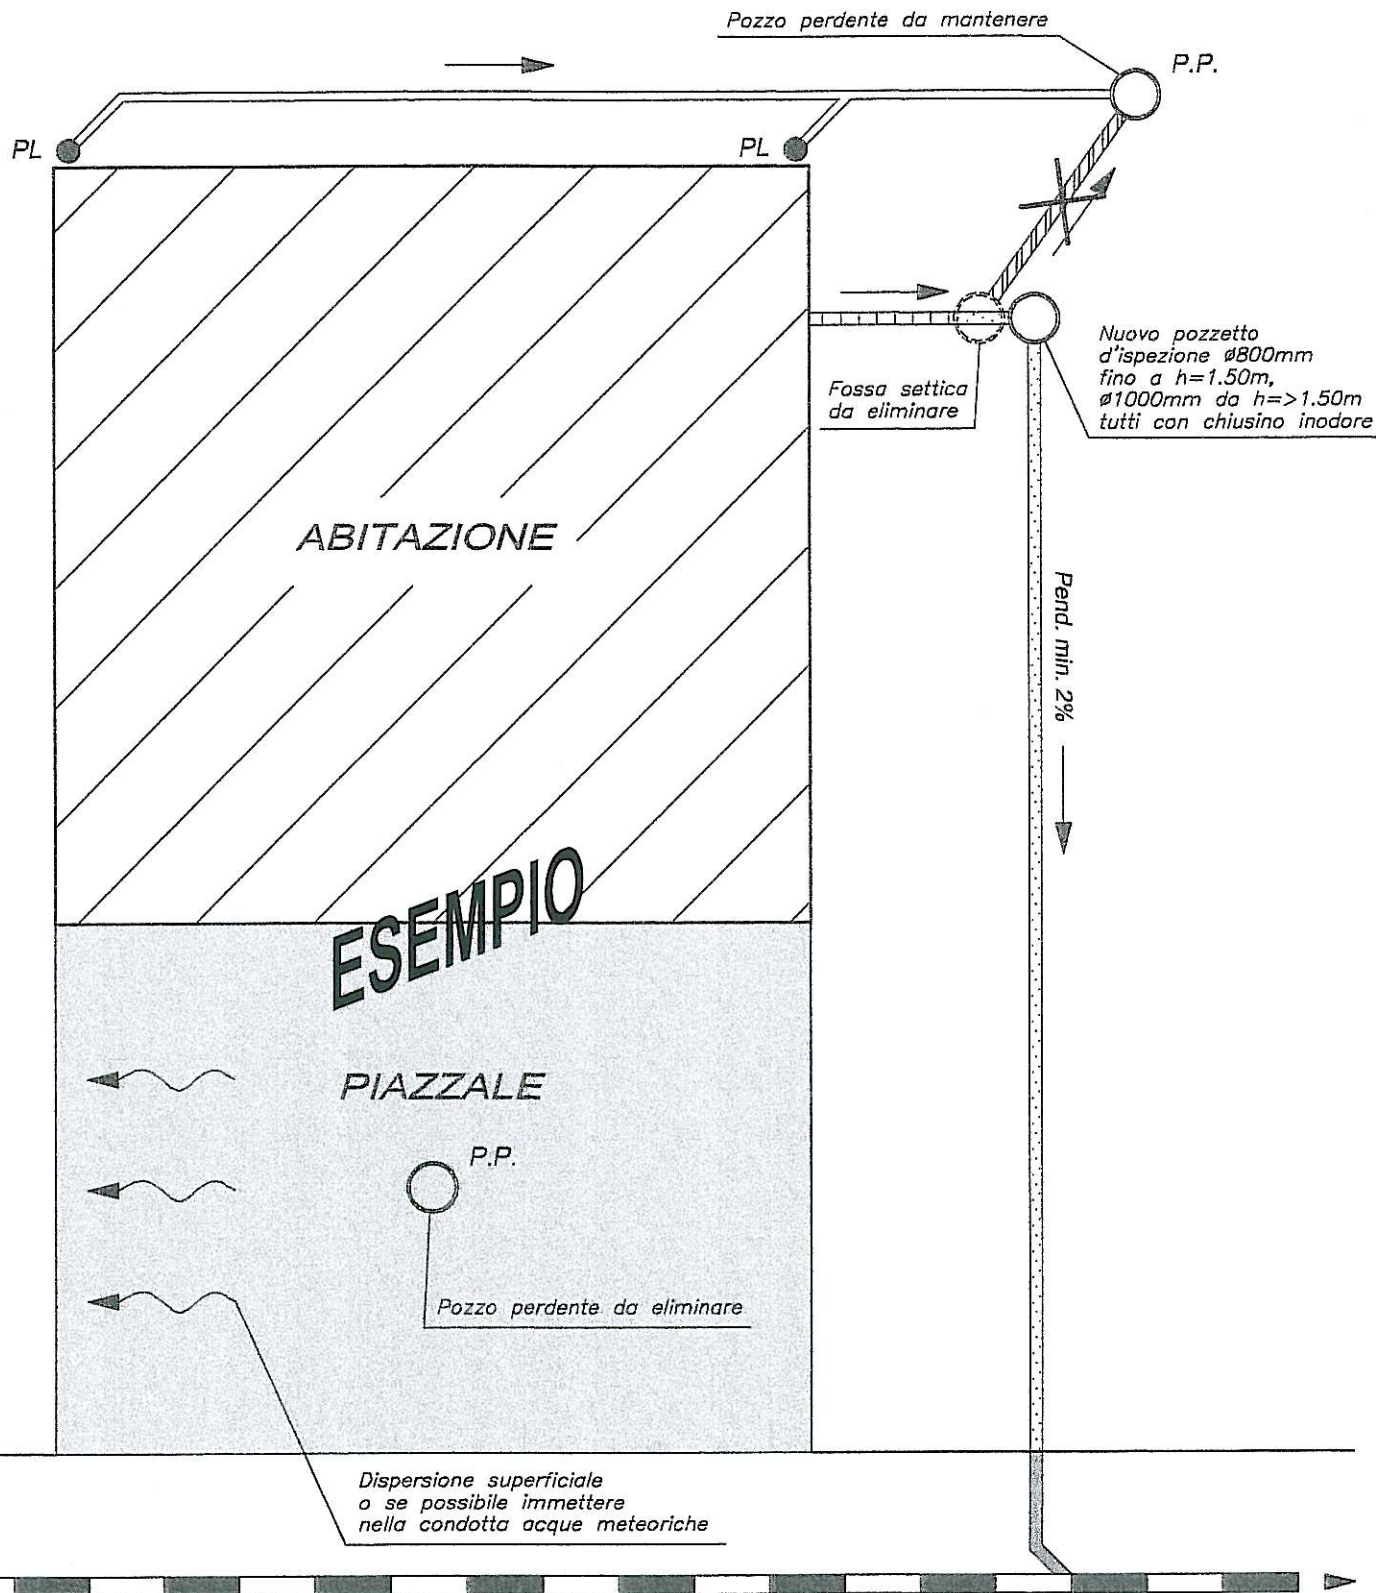 Pozzo perdente da mantenere
P.P.
PL
PL
Nuovo pozzetto
d'ispezione ø800mm
fino a h=1.50m,
ø1000mm da h=>1.50m
tutti con chiusino inodore
Fossa settica
da eliminare
ABITAZIONE
Pend. min. 2%
ESEMPIO
PIAZZALE
P.P.
Pozzo perdente da eliminare
Dispersione superficiale
o se possibile immettere
nella condotta acque meteoriche